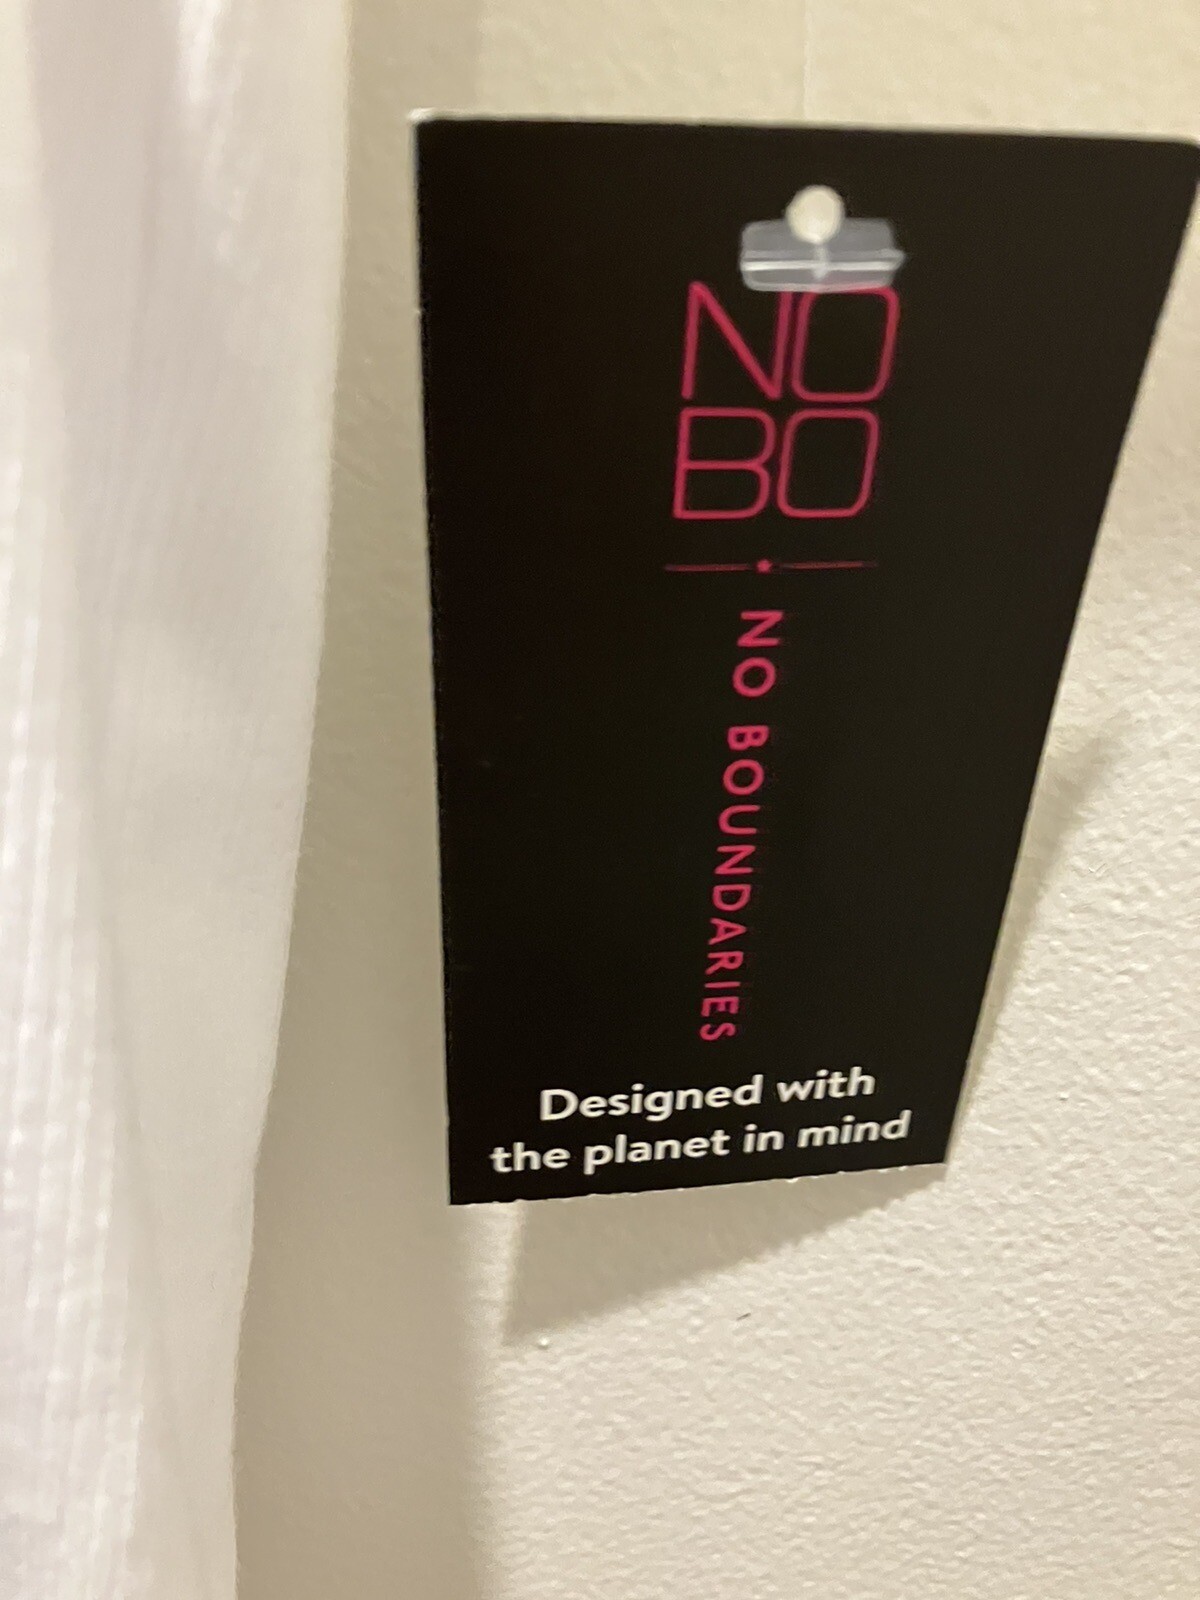 NO
BO
NO BOUNDARIES
Designed with
the planet in mind